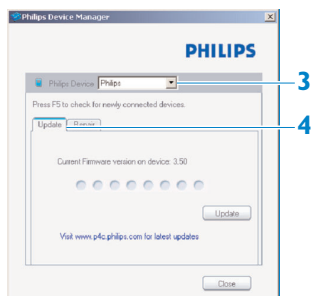 Philips Device Manager
PHILIPS
Philips Device Philips
3
Press F5 to check for newly connected devices.
Update Repair
4
Current Firmware version on device: 3.50
Update
Visit www.p4c.philips.com for latest updates
Close